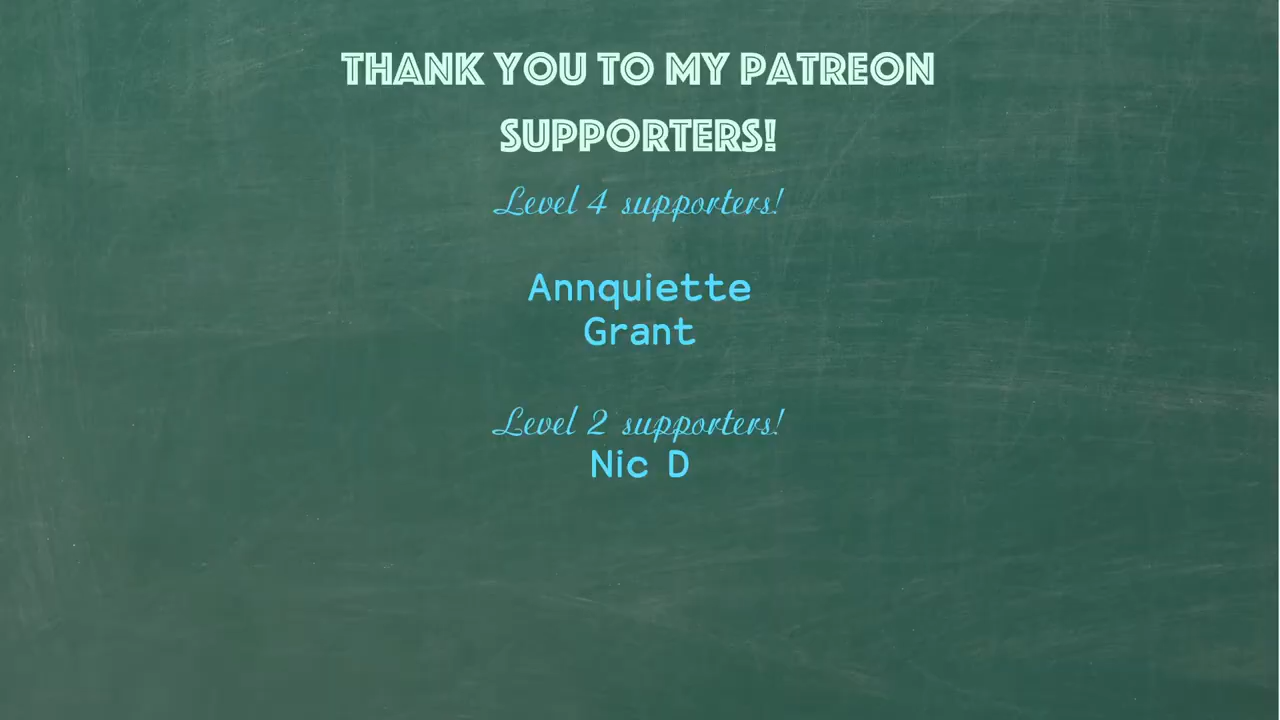 THANK YOU TO MY PATREON
SUPPORTERS!
Level 4 supporters!
Annquiette
Grant
Level 2 supporters!
Nic D